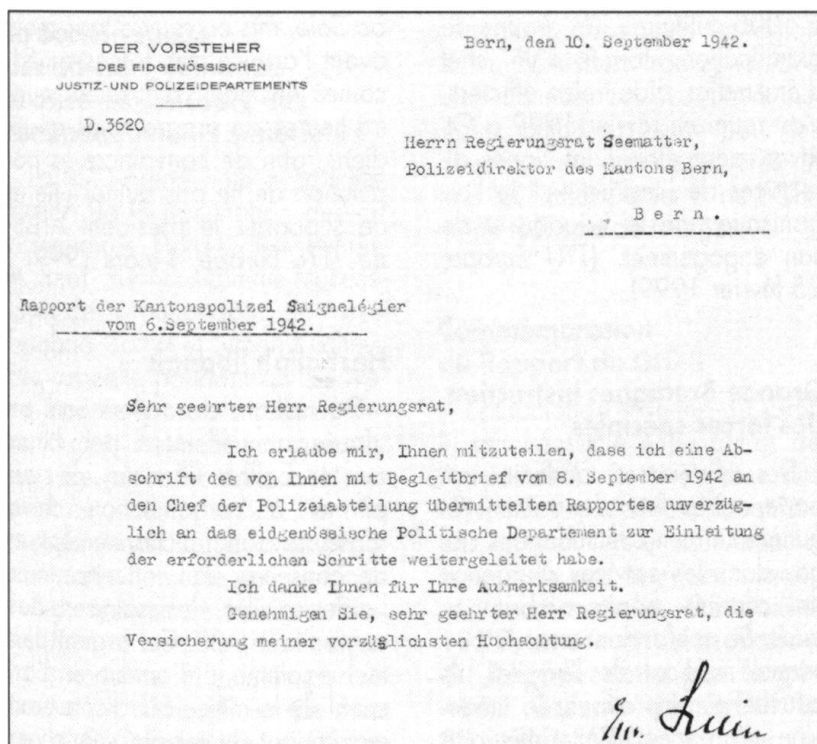 DER VORSTEHER
DES EIDGENÖSSISCHEN
JUSTIZ- UND POLIZEIDEPARTEMENTS
D.3620
Bern, den 10. September 1942.
Herrn Regierungsrat Seematter,
Polizeidirektor des Kantons Bern,
Bern.
Rapport der Kantonspolizei Saignelégier
vom 6.September 1942.
Sehr geehrter Herr Regierungsrat,
Ich erlaube mir, Ihnen mitzuteilen, dass ich eine Ab-
schrift des von Ihnen mit Begleitbrief vom 8. September 1942 an
den Chef der Polizeiabteilung übermittelten Rapportes unverzüg-
lich an das eidgenössische Politische Departement zur Einleitung
der erforderlichen Schritte weitergeleitet habe.
Ich danke Ihnen für Ihre Aufmerksamkeit.
Genehmigen Sie, sehr geehrter Herr Regierungsrat, die
Versicherung meiner vorzüglichsten Hochachtung.